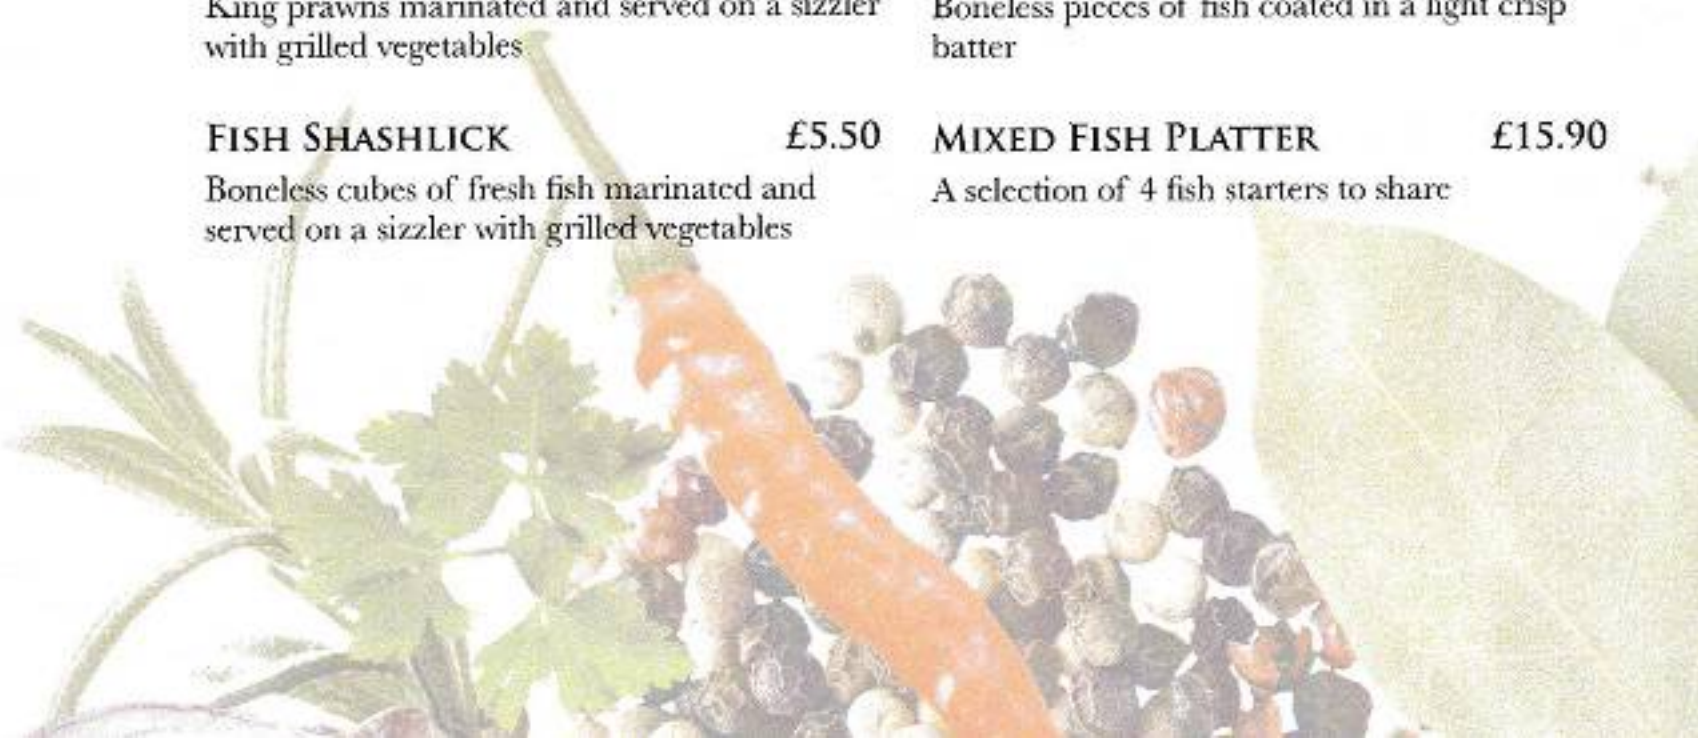 King prawns marinated and served on a sizzler
with grilled vegetables
FISH SHASHLICK £5.50
Boneless cubes of fresh fish marinated and
served on a sizzler with grilled vegetables
Boneless pieces of fish coated in a light crisp
batter
MIXED FISH PLATTER £15.90
A selection of 4 fish starters to share